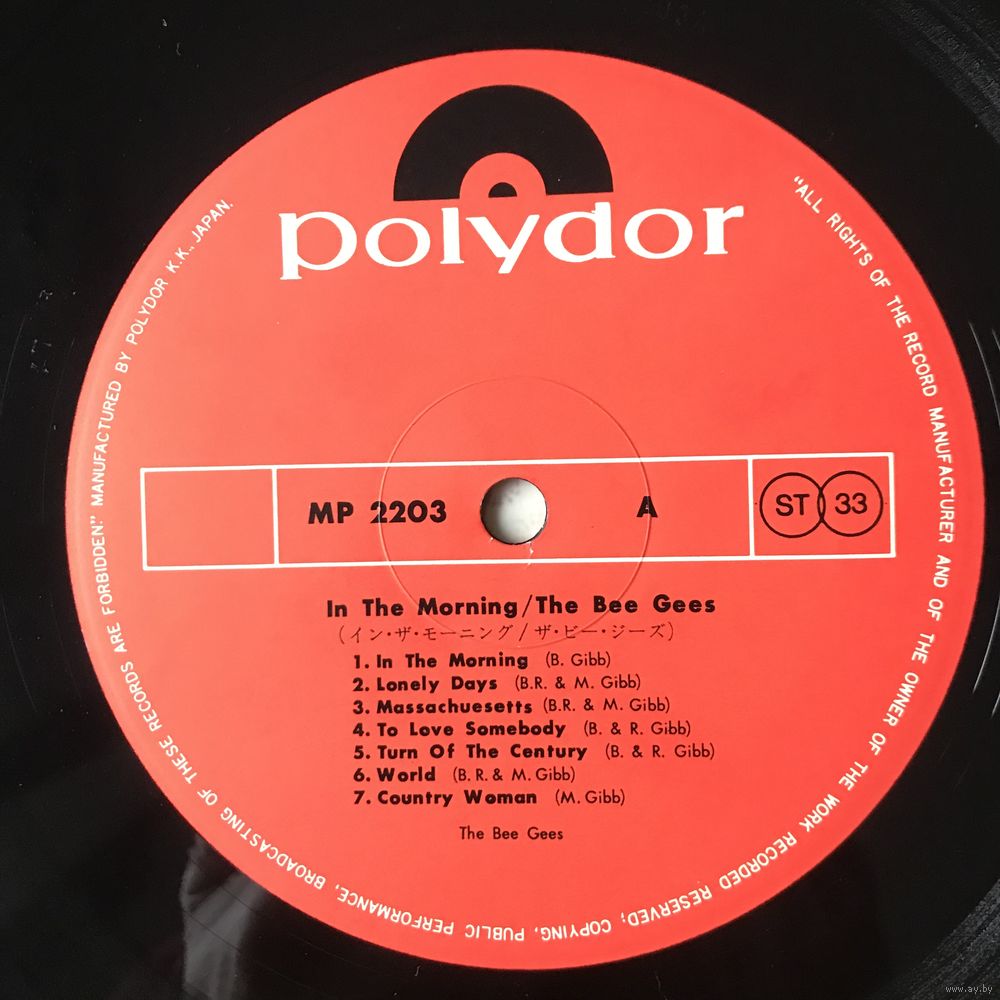 polydor
"ALL RIGHTS OF THE RECORD MANUFACTURER AND OF THE OWNER OF THE WORK RECORDED RESERVED; COPYING, PUBLIC PERFORMANCE, BROADCASTING OF THESE RECORDS ARE FORBIDDEN" MANUFACTURED BY POLYDOR K.K., JAPAN.
MP 2203 A ST 33
In The Morning/The Bee Gees
(イン・ザ・モーニング/ザ・ビー・ジーズ)
1. In The Morning (B. Gibb)
2. Lonely Days (B.R. & M. Gibb)
3. Massachuesetts (B.R. & M. Gibb)
4. To Love Somebody (B. & R. Gibb)
5. Turn Of The Century (B. & R. Gibb)
6. World (B.R. & M. Gibb)
7. Country Woman (M. Gibb)
The Bee Gees
www.ay.by